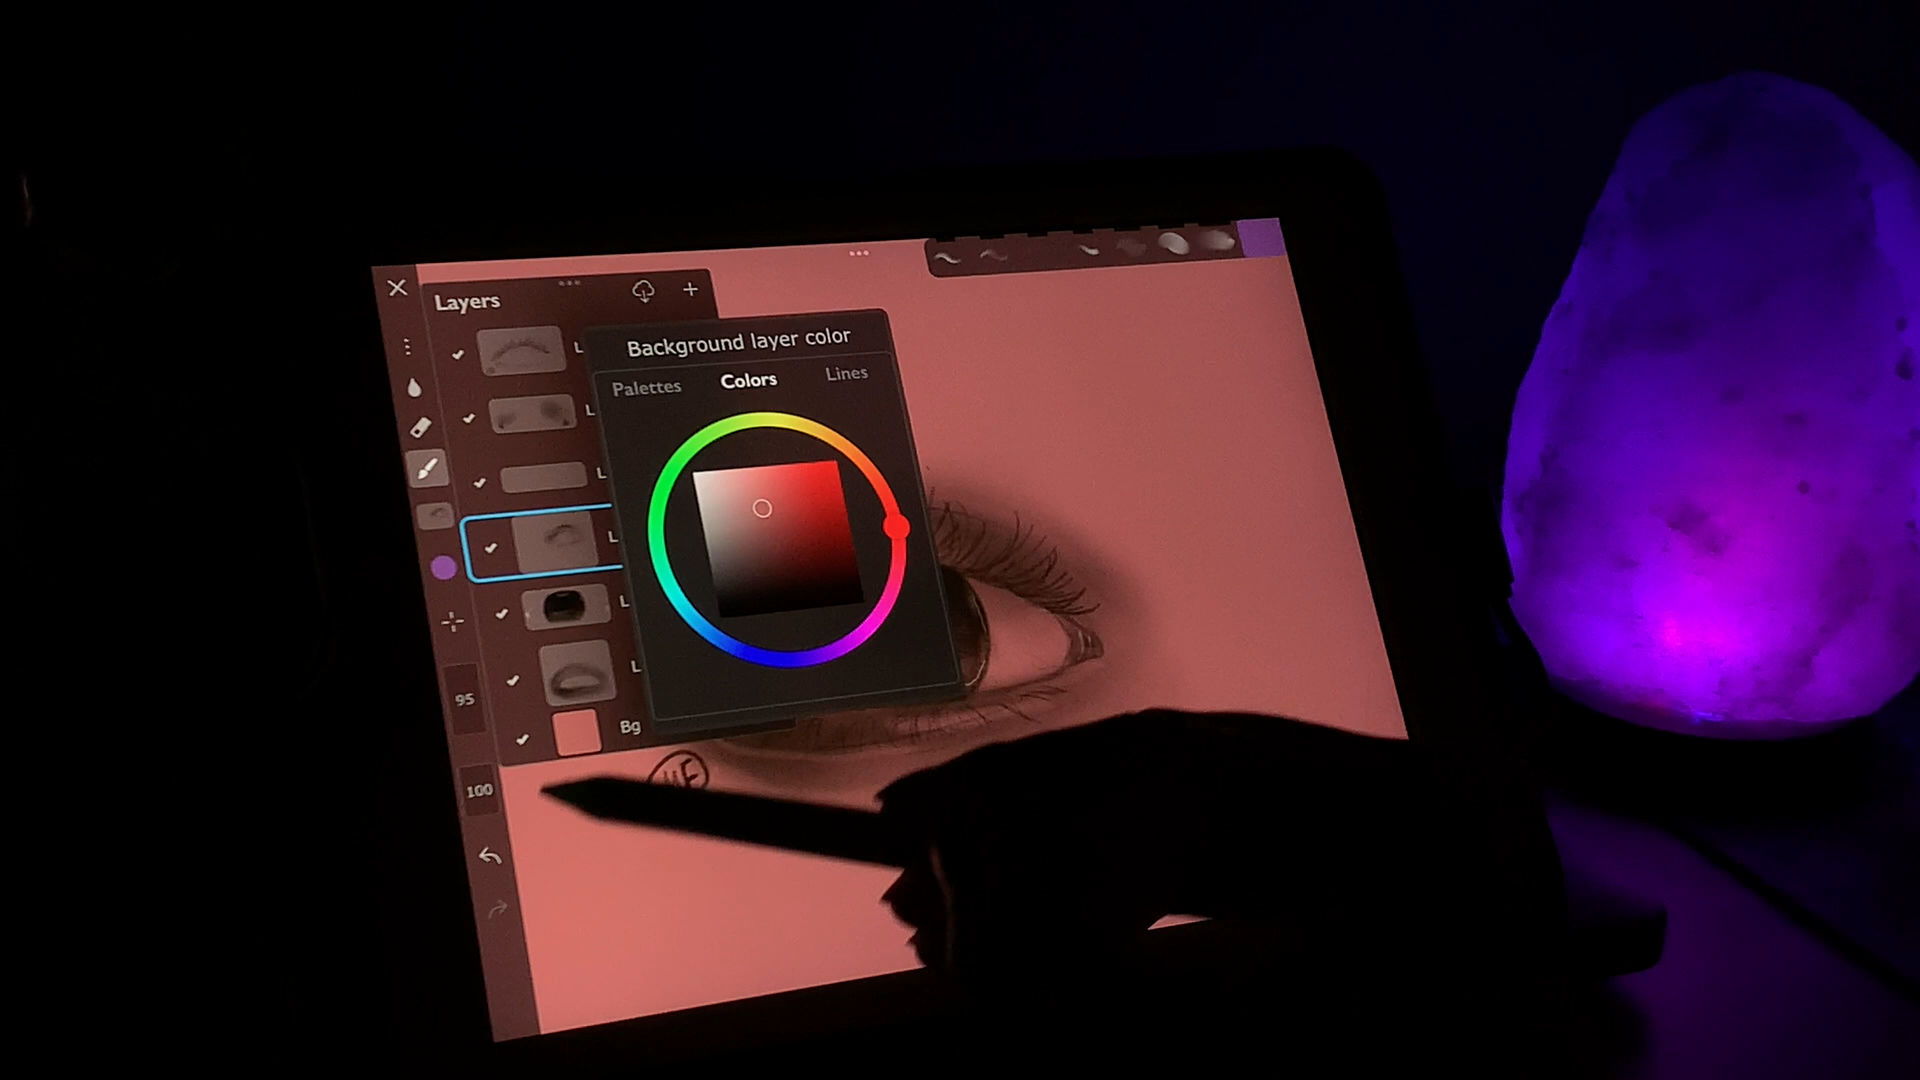 Layers
Background layer color
Palettes Colors Lines
L
L
L
L
L
L
Bg
95
100